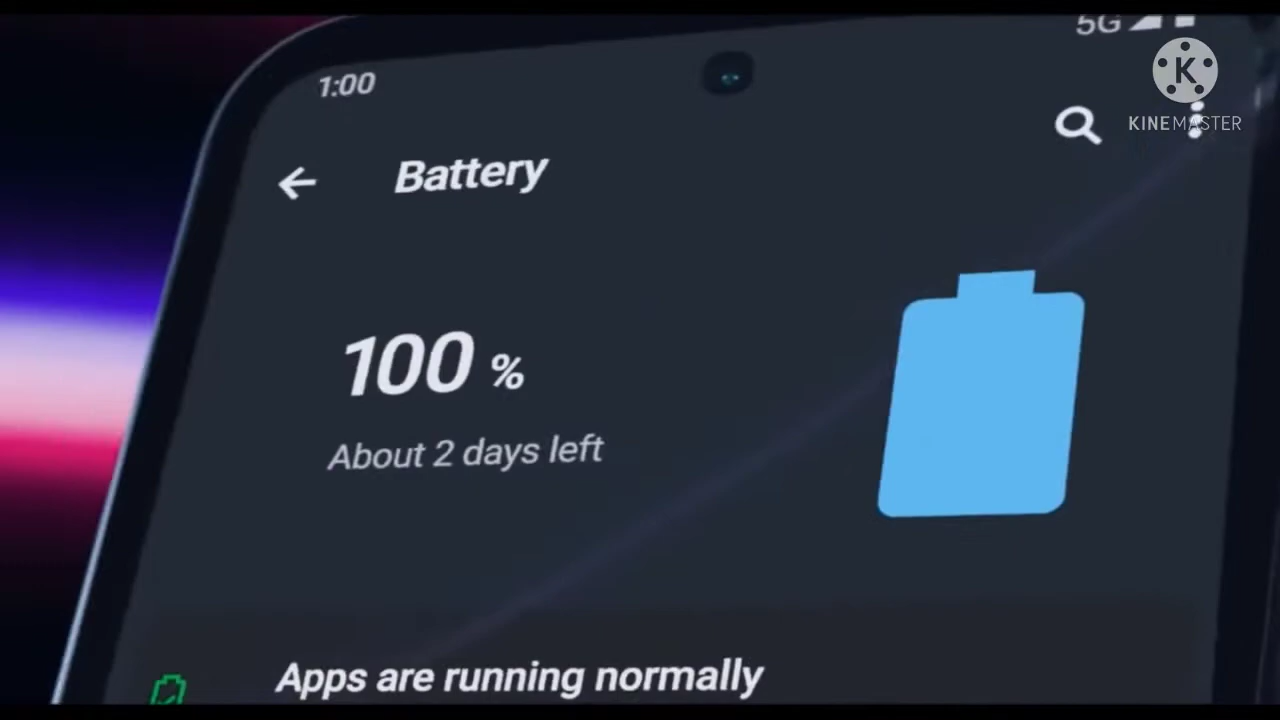 5G
1:00
K
KINEMASTER
Battery
100 %
About 2 days left
Apps are running normally